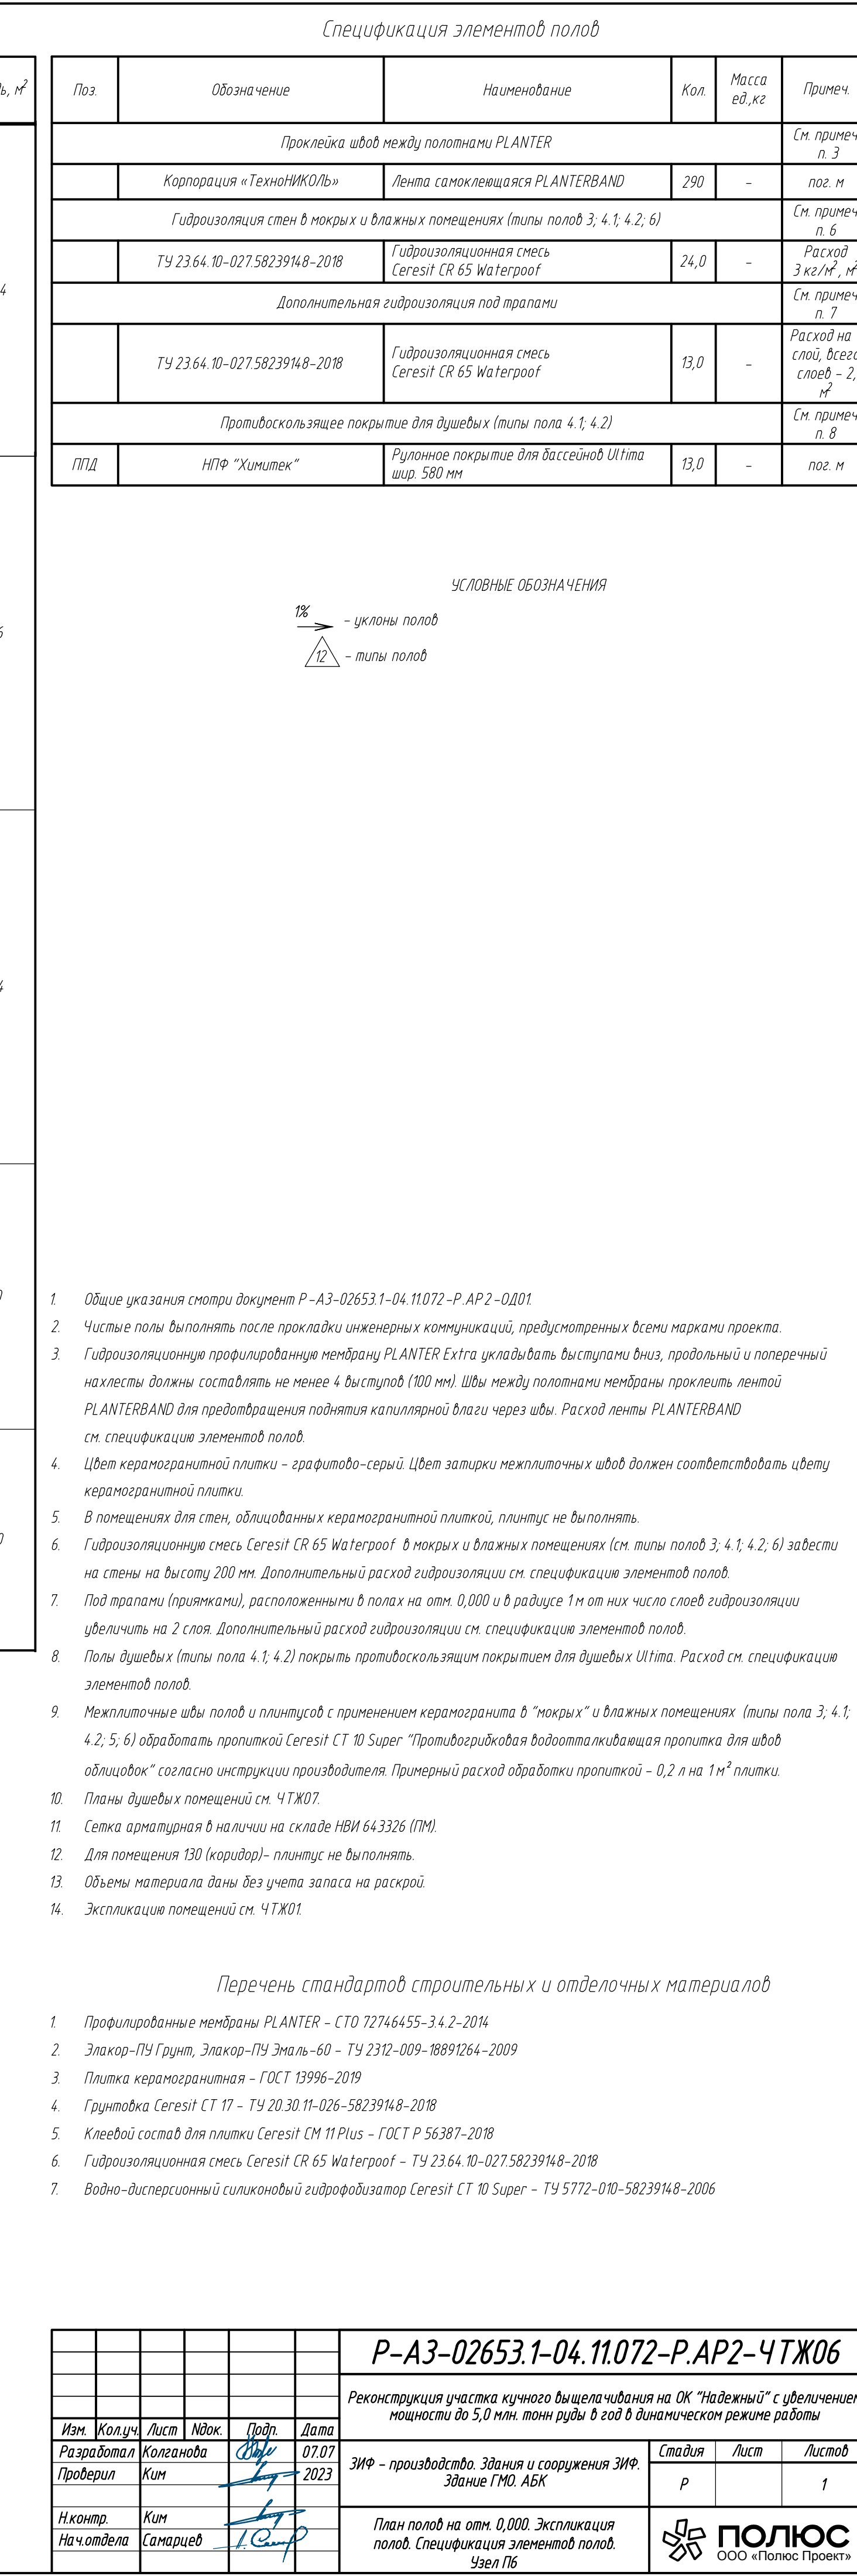 Спецификация элементов полов
ь, м²
Поз.
Обозначение
Наименование
Кол.
Масса
ед.,кг
Примеч.
Проклейка швов между полотнами PLANTER
См. примеч
п. 3
Корпорация «ТехноНИКОЛЬ»
Лента самоклеющаяся PLANTERBAND
290
–
пог. м
Гидроизоляция стен в мокрых и влажных помещениях (типы полов 3; 4.1; 4.2; 6)
См. примеч
п. 6
ТУ 23.64.10-027.58239148-2018
Гидроизоляционная смесь
Ceresit CR 65 Waterpoof
24,0
–
Расход
3 кг/м², м²
Дополнительная гидроизоляция под трапами
См. примеч
п. 7
ТУ 23.64.10-027.58239148-2018
Гидроизоляционная смесь
Ceresit CR 65 Waterpoof
13,0
–
Расход на
слой, всего
слоев – 2,
м²
Противоскользящее покрытие для душевых (типы пола 4.1; 4.2)
См. примеч
п. 8
ППД
НПФ "Химитек"
Рулонное покрытие для бассейнов Ultima
шир. 580 мм
13,0
–
пог. м
УСЛОВНЫЕ ОБОЗНАЧЕНИЯ
1% – уклоны полов
12 – типы полов
1. Общие указания смотри документ Р-АЗ-02653.1-04.11.072-Р.АР2-ОД01.
2. Чистые полы выполнять после прокладки инженерных коммуникаций, предусмотренных всеми марками проекта.
3. Гидроизоляционную профилированную мембрану PLANTER Extra укладывать выступами вниз, продольный и поперечный
нахлесты должны составлять не менее 4 выступов (100 мм). Швы между полотнами мембраны проклеить лентой
PLANTERBAND для предотвращения поднятия капиллярной влаги через швы. Расход ленты PLANTERBAND
см. спецификацию элементов полов.
4. Цвет керамогранитной плитки – графитово-серый. Цвет затирки межплиточных швов должен соответствовать цвету
керамогранитной плитки.
5. В помещениях для стен, облицованных керамогранитной плиткой, плинтус не выполнять.
6. Гидроизоляционную смесь Ceresit CR 65 Waterpoof в мокрых и влажных помещениях (см. типы полов 3; 4.1; 4.2; 6) завести
на стены на высоту 200 мм. Дополнительный расход гидроизоляции см. спецификацию элементов полов.
7. Под трапами (приямками), расположенными в полах на отм. 0,000 и в радиусе 1 м от них число слоев гидроизоляции
увеличить на 2 слоя. Дополнительный расход гидроизоляции см. спецификацию элементов полов.
8. Полы душевых (типы пола 4.1; 4.2) покрыть противоскользящим покрытием для душевых Ultima. Расход см. спецификацию
элементов полов.
9. Межплиточные швы полов и плинтусов с применением керамогранита в "мокрых" и влажных помещениях (типы пола 3; 4.1;
4.2; 5; 6) обработать пропиткой Ceresit CT 10 Super "Противогрибковая водоотталкивающая пропитка для швов
облицовок" согласно инструкции производителя. Примерный расход обработки пропиткой – 0,2 л на 1 м² плитки.
10. Планы душевых помещений см. ЧТЖ07.
11. Сетка арматурная в наличии на складе НВИ 643326 (ПМ).
12. Для помещения 130 (коридор)- плинтус не выполнять.
13. Объемы материала даны без учета запаса на раскрой.
14. Экспликацию помещений см. ЧТЖ01.
Перечень стандартов строительных и отделочных материалов
1. Профилированные мембраны PLANTER – СТО 72746455-3.4.2-2014
2. Элакор-ПУ Грунт, Элакор-ПУ Эмаль-60 – ТУ 2312-009-18891264-2009
3. Плитка керамогранитная – ГОСТ 13996-2019
4. Грунтовка Ceresit CT 17 – ТУ 20.30.11-026-58239148-2018
5. Клеевой состав для плитки Ceresit CM 11 Plus – ГОСТ Р 56387-2018
6. Гидроизоляционная смесь Ceresit CR 65 Waterpoof – ТУ 23.64.10-027.58239148-2018
7. Водно-дисперсионный силиконовый гидрофобизатор Ceresit CT 10 Super – ТУ 5772-010-58239148-2006
Р-АЗ-02653.1-04.11.072-Р.АР2-ЧТЖ06
Реконструкция участка кучного выщелачивания на ОК "Надежный" с увеличением
мощности до 5,0 млн. тонн руды в год в динамическом режиме работы
Изм. Кол.уч. Лист Nдок. Подп. Дата
Разработал Колганова 07.07
Проверил Ким 2023
Н.контр. Ким
Нач.отдела Самарцев
ЗИФ – производство. Здания и сооружения ЗИФ.
Здание ГМО. АБК
Стадия Лист Листов
Р 1
План полов на отм. 0,000. Экспликация
полов. Спецификация элементов полов.
Узел П6
ПОЛЮС
ООО «Полюс Проект»